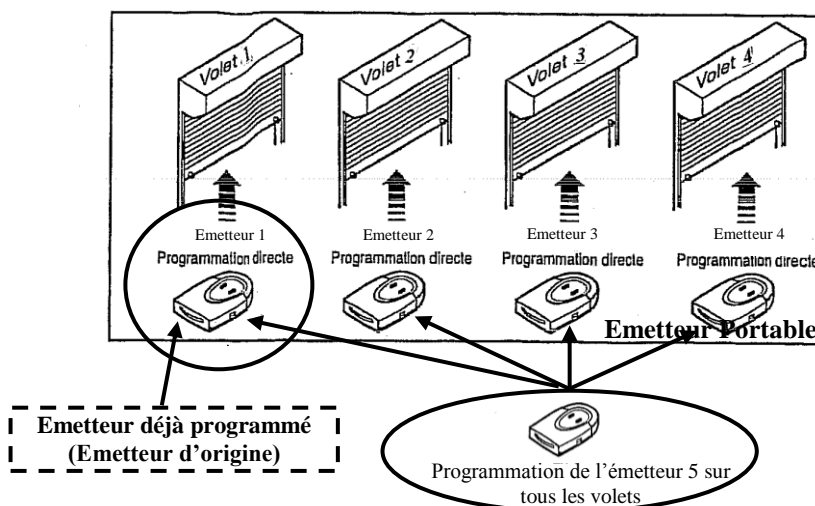 Volet 1
Volet 2
Volet 3
Volet 4
Emetteur 1
Emetteur 2
Emetteur 3
Emetteur 4
Programmation directe
Programmation directe
Programmation directe
Programmation directe
Emetteur Portable
Emetteur déjà programmé
(Emetteur d'origine)
Programmation de l'émetteur 5 sur
tous les volets